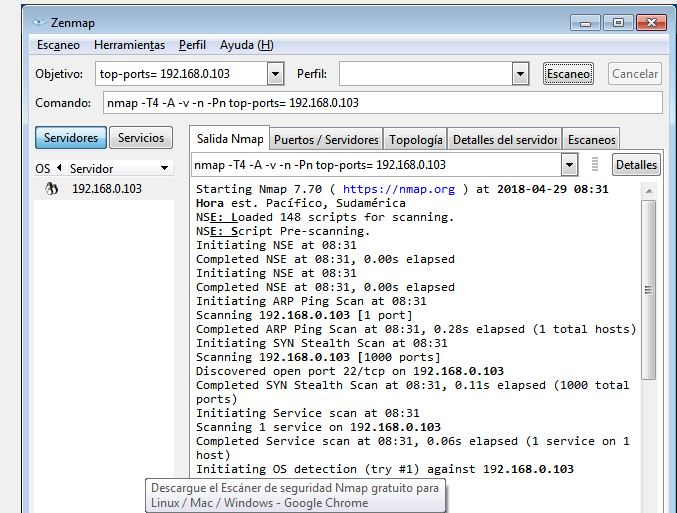 Zenmap
Escaneo Herramientas Perfil Ayuda (H)
Objetivo: top-ports= 192.168.0.103 Perfil: Escaneo Cancelar
Comando: nmap -T4 -A -v -n -Pn top-ports= 192.168.0.103
Servidores Servicios
Salida Nmap Puertos / Servidores Topología Detalles del servidor Escaneos
OS Servidor
192.168.0.103
nmap -T4 -A -v -n -Pn top-ports= 192.168.0.103 Detalles
Starting Nmap 7.70 ( https://nmap.org ) at 2018-04-29 08:31
Hora est. Pacífico, Sudamérica
NSE: Loaded 148 scripts for scanning.
NSE: Script Pre-scanning.
Initiating NSE at 08:31
Completed NSE at 08:31, 0.00s elapsed
Initiating NSE at 08:31
Completed NSE at 08:31, 0.00s elapsed
Initiating ARP Ping Scan at 08:31
Scanning 192.168.0.103 [1 port]
Completed ARP Ping Scan at 08:31, 0.28s elapsed (1 total hosts)
Initiating SYN Stealth Scan at 08:31
Scanning 192.168.0.103 [1000 ports]
Discovered open port 22/tcp on 192.168.0.103
Completed SYN Stealth Scan at 08:31, 0.11s elapsed (1000 total
ports)
Initiating Service scan at 08:31
Scanning 1 service on 192.168.0.103
Completed Service scan at 08:31, 0.06s elapsed (1 service on 1
host)
Initiating OS detection (try #1) against 192.168.0.103
Descargue el Escáner de seguridad Nmap gratuito para
Linux / Mac / Windows - Google Chrome